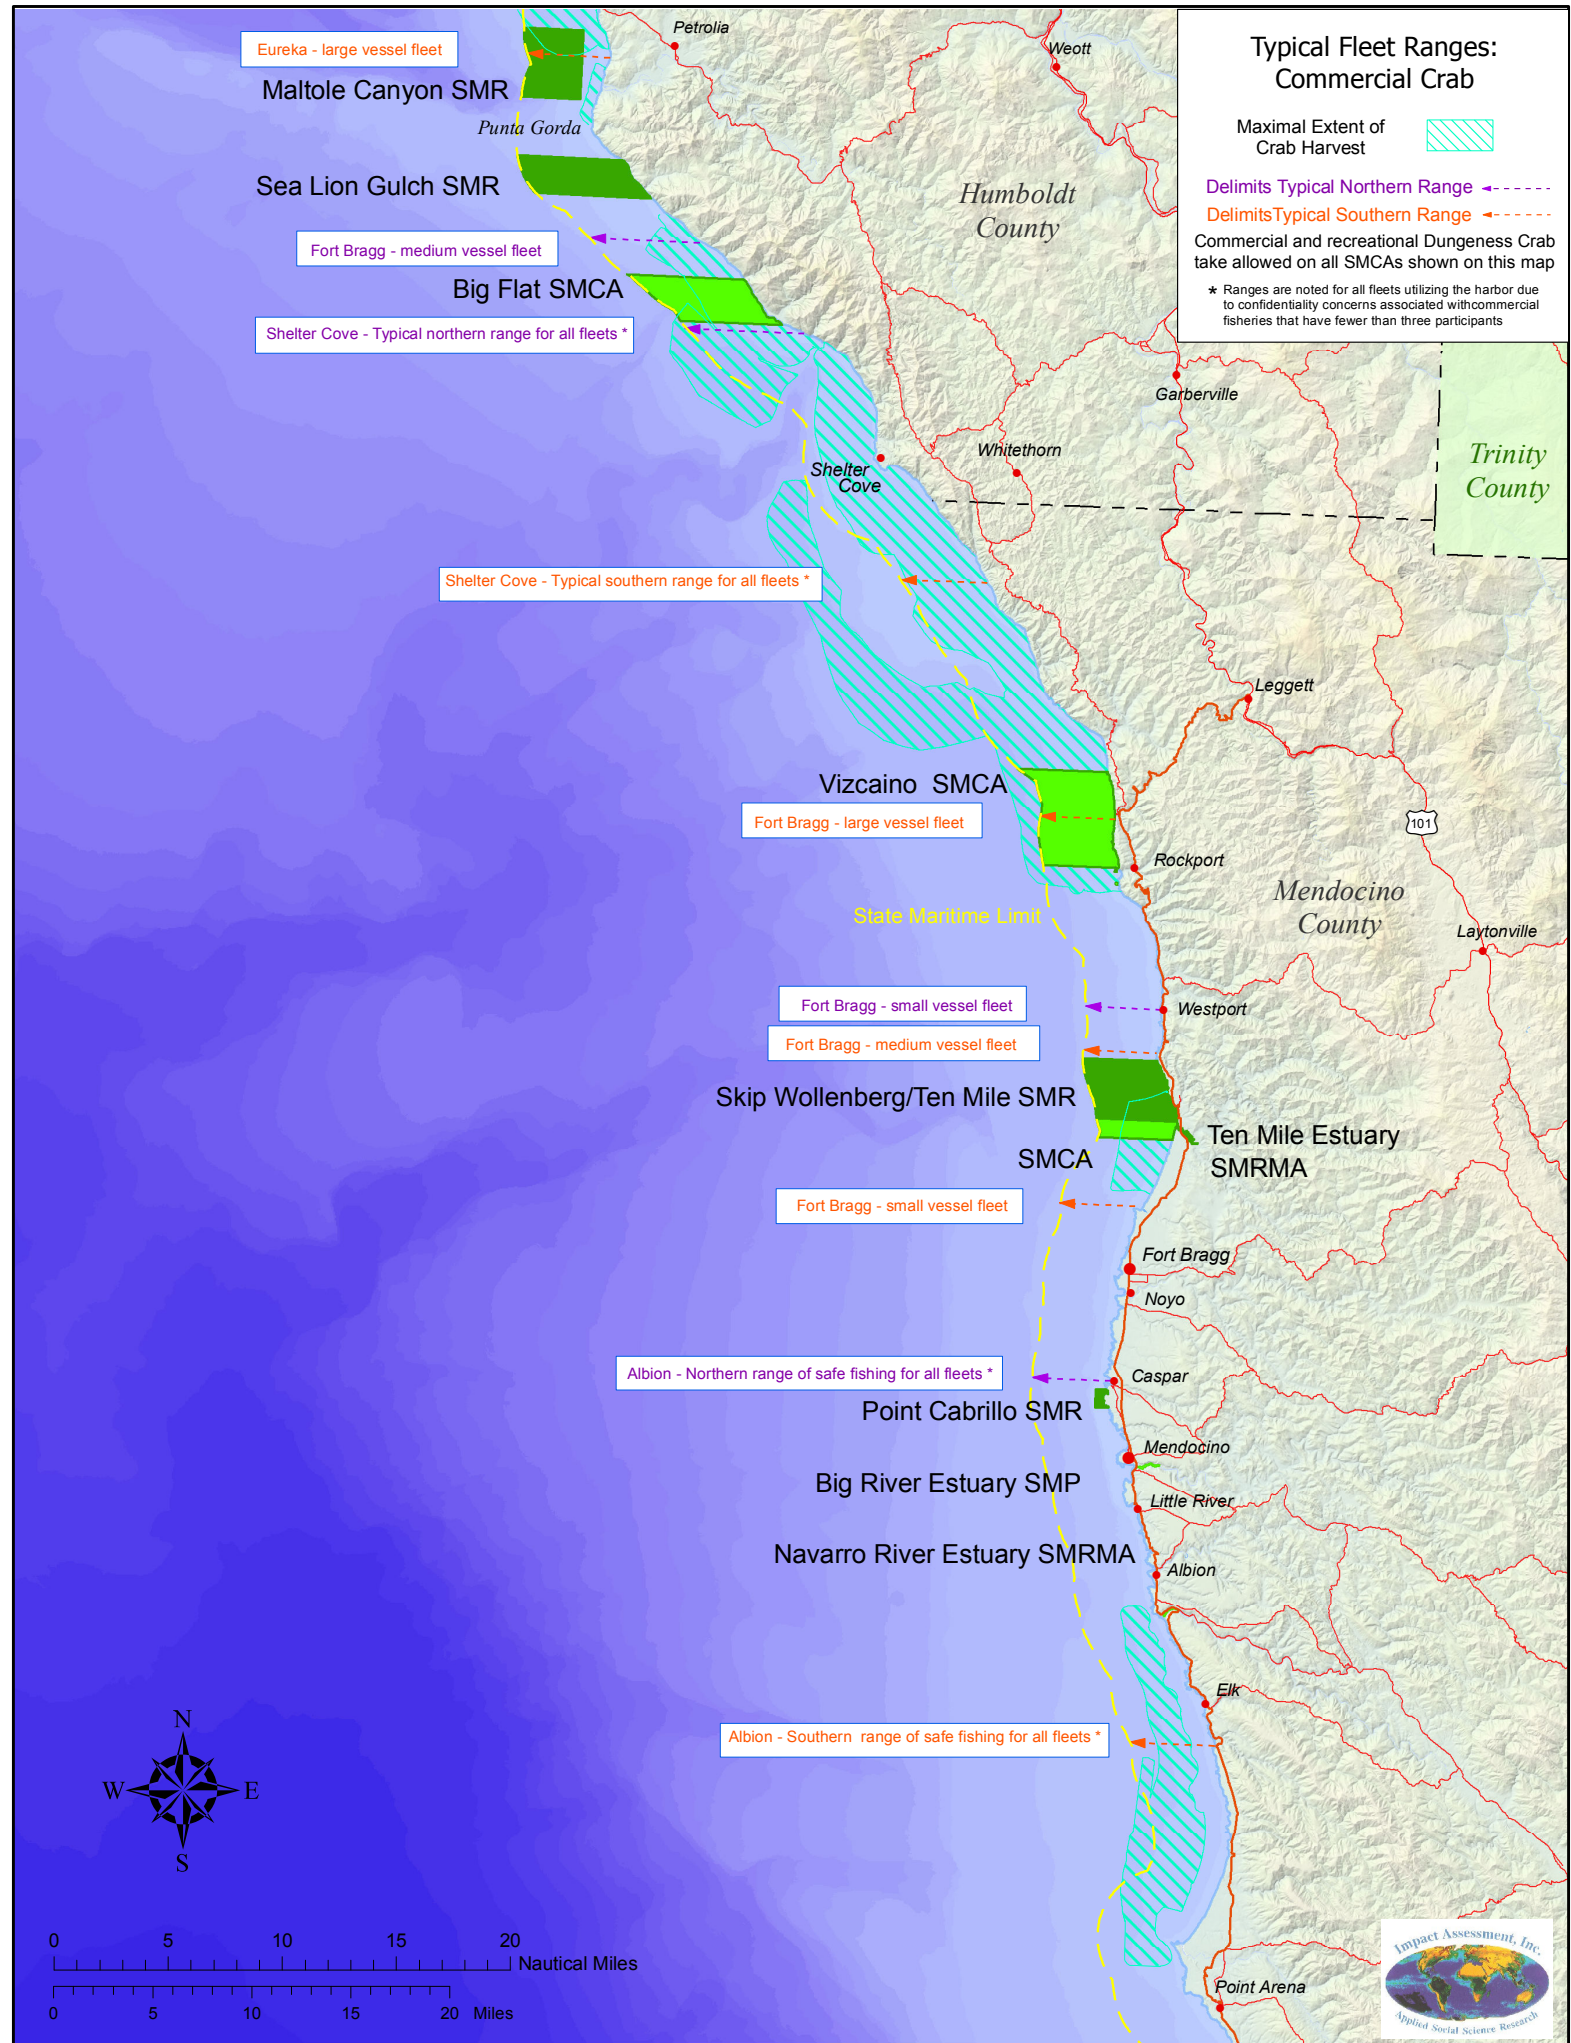 Typical Fleet Ranges:
Commercial Crab
Maximal Extent of
Crab Harvest
Delimits Typical Northern Range
DelimitsTypical Southern Range
Commercial and recreational Dungeness Crab
take allowed on all SMCAs shown on this map
* Ranges are noted for all fleets utilizing the harbor due
to confidentiality concerns associated withcommercial
fisheries that have fewer than three participants
Petrolia
Weott
Eureka - large vessel fleet
Maltole Canyon SMR
Punta Gorda
Sea Lion Gulch SMR
Humboldt
County
Fort Bragg - medium vessel fleet
Big Flat SMCA
Shelter Cove - Typical northern range for all fleets *
Garberville
Whitethorn
Trinity
County
Shelter
Cove
Shelter Cove - Typical southern range for all fleets *
Leggett
Vizcaino SMCA
Fort Bragg - large vessel fleet
101
Rockport
Mendocino
County
State Maritime Limit
Laytonville
Fort Bragg - small vessel fleet
Westport
Fort Bragg - medium vessel fleet
Skip Wollenberg/Ten Mile SMR
Ten Mile Estuary
SMRMA
SMCA
Fort Bragg - small vessel fleet
Fort Bragg
Noyo
Albion - Northern range of safe fishing for all fleets *
Caspar
Point Cabrillo SMR
Mendocino
Big River Estuary SMP
Little River
Navarro River Estuary SMRMA
Albion
Elk
Albion - Southern range of safe fishing for all fleets *
N
W E
S
0 5 10 15 20
Nautical Miles
0 5 10 15 20 Miles
Point Arena
Impact Assessment, Inc.
Applied Social Science Research